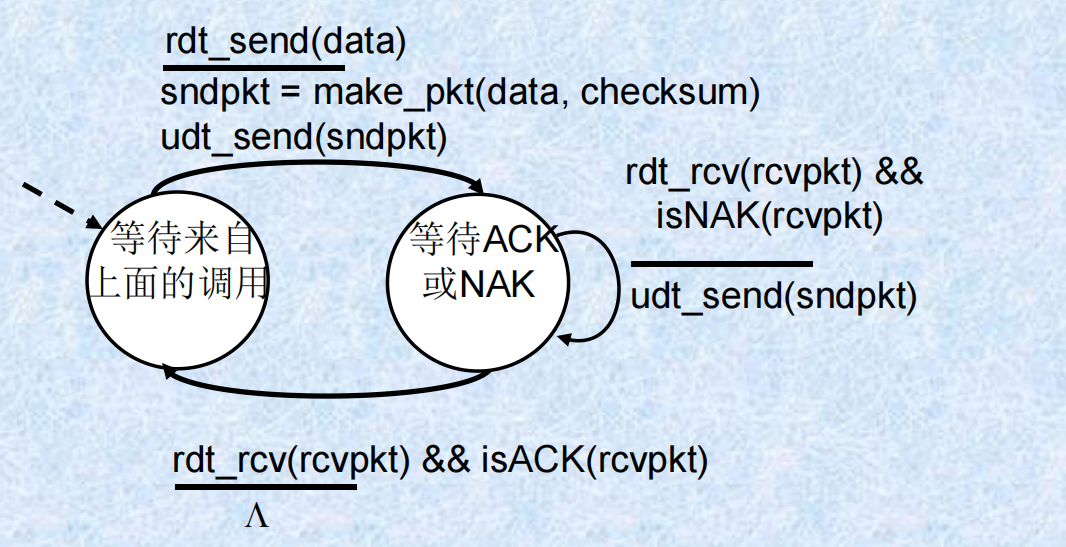 rdt_send(data)
sndpkt = make_pkt(data, checksum)
udt_send(sndpkt)
rdt_rcv(rcvpkt) &&
isNAK(rcvpkt)
udt_send(sndpkt)
等待来自
上面的调用
等待ACK
或NAK
rdt_rcv(rcvpkt) && isACK(rcvpkt)
Λ